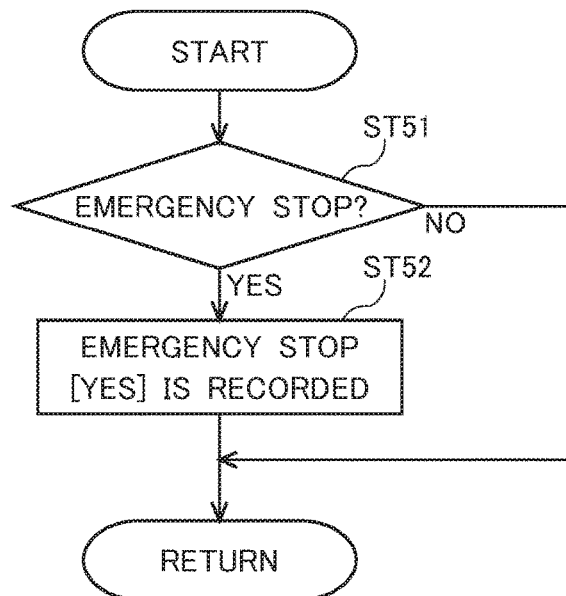 START
ST51
EMERGENCY STOP?
NO
YES
ST52
EMERGENCY STOP
[YES] IS RECORDED
RETURN